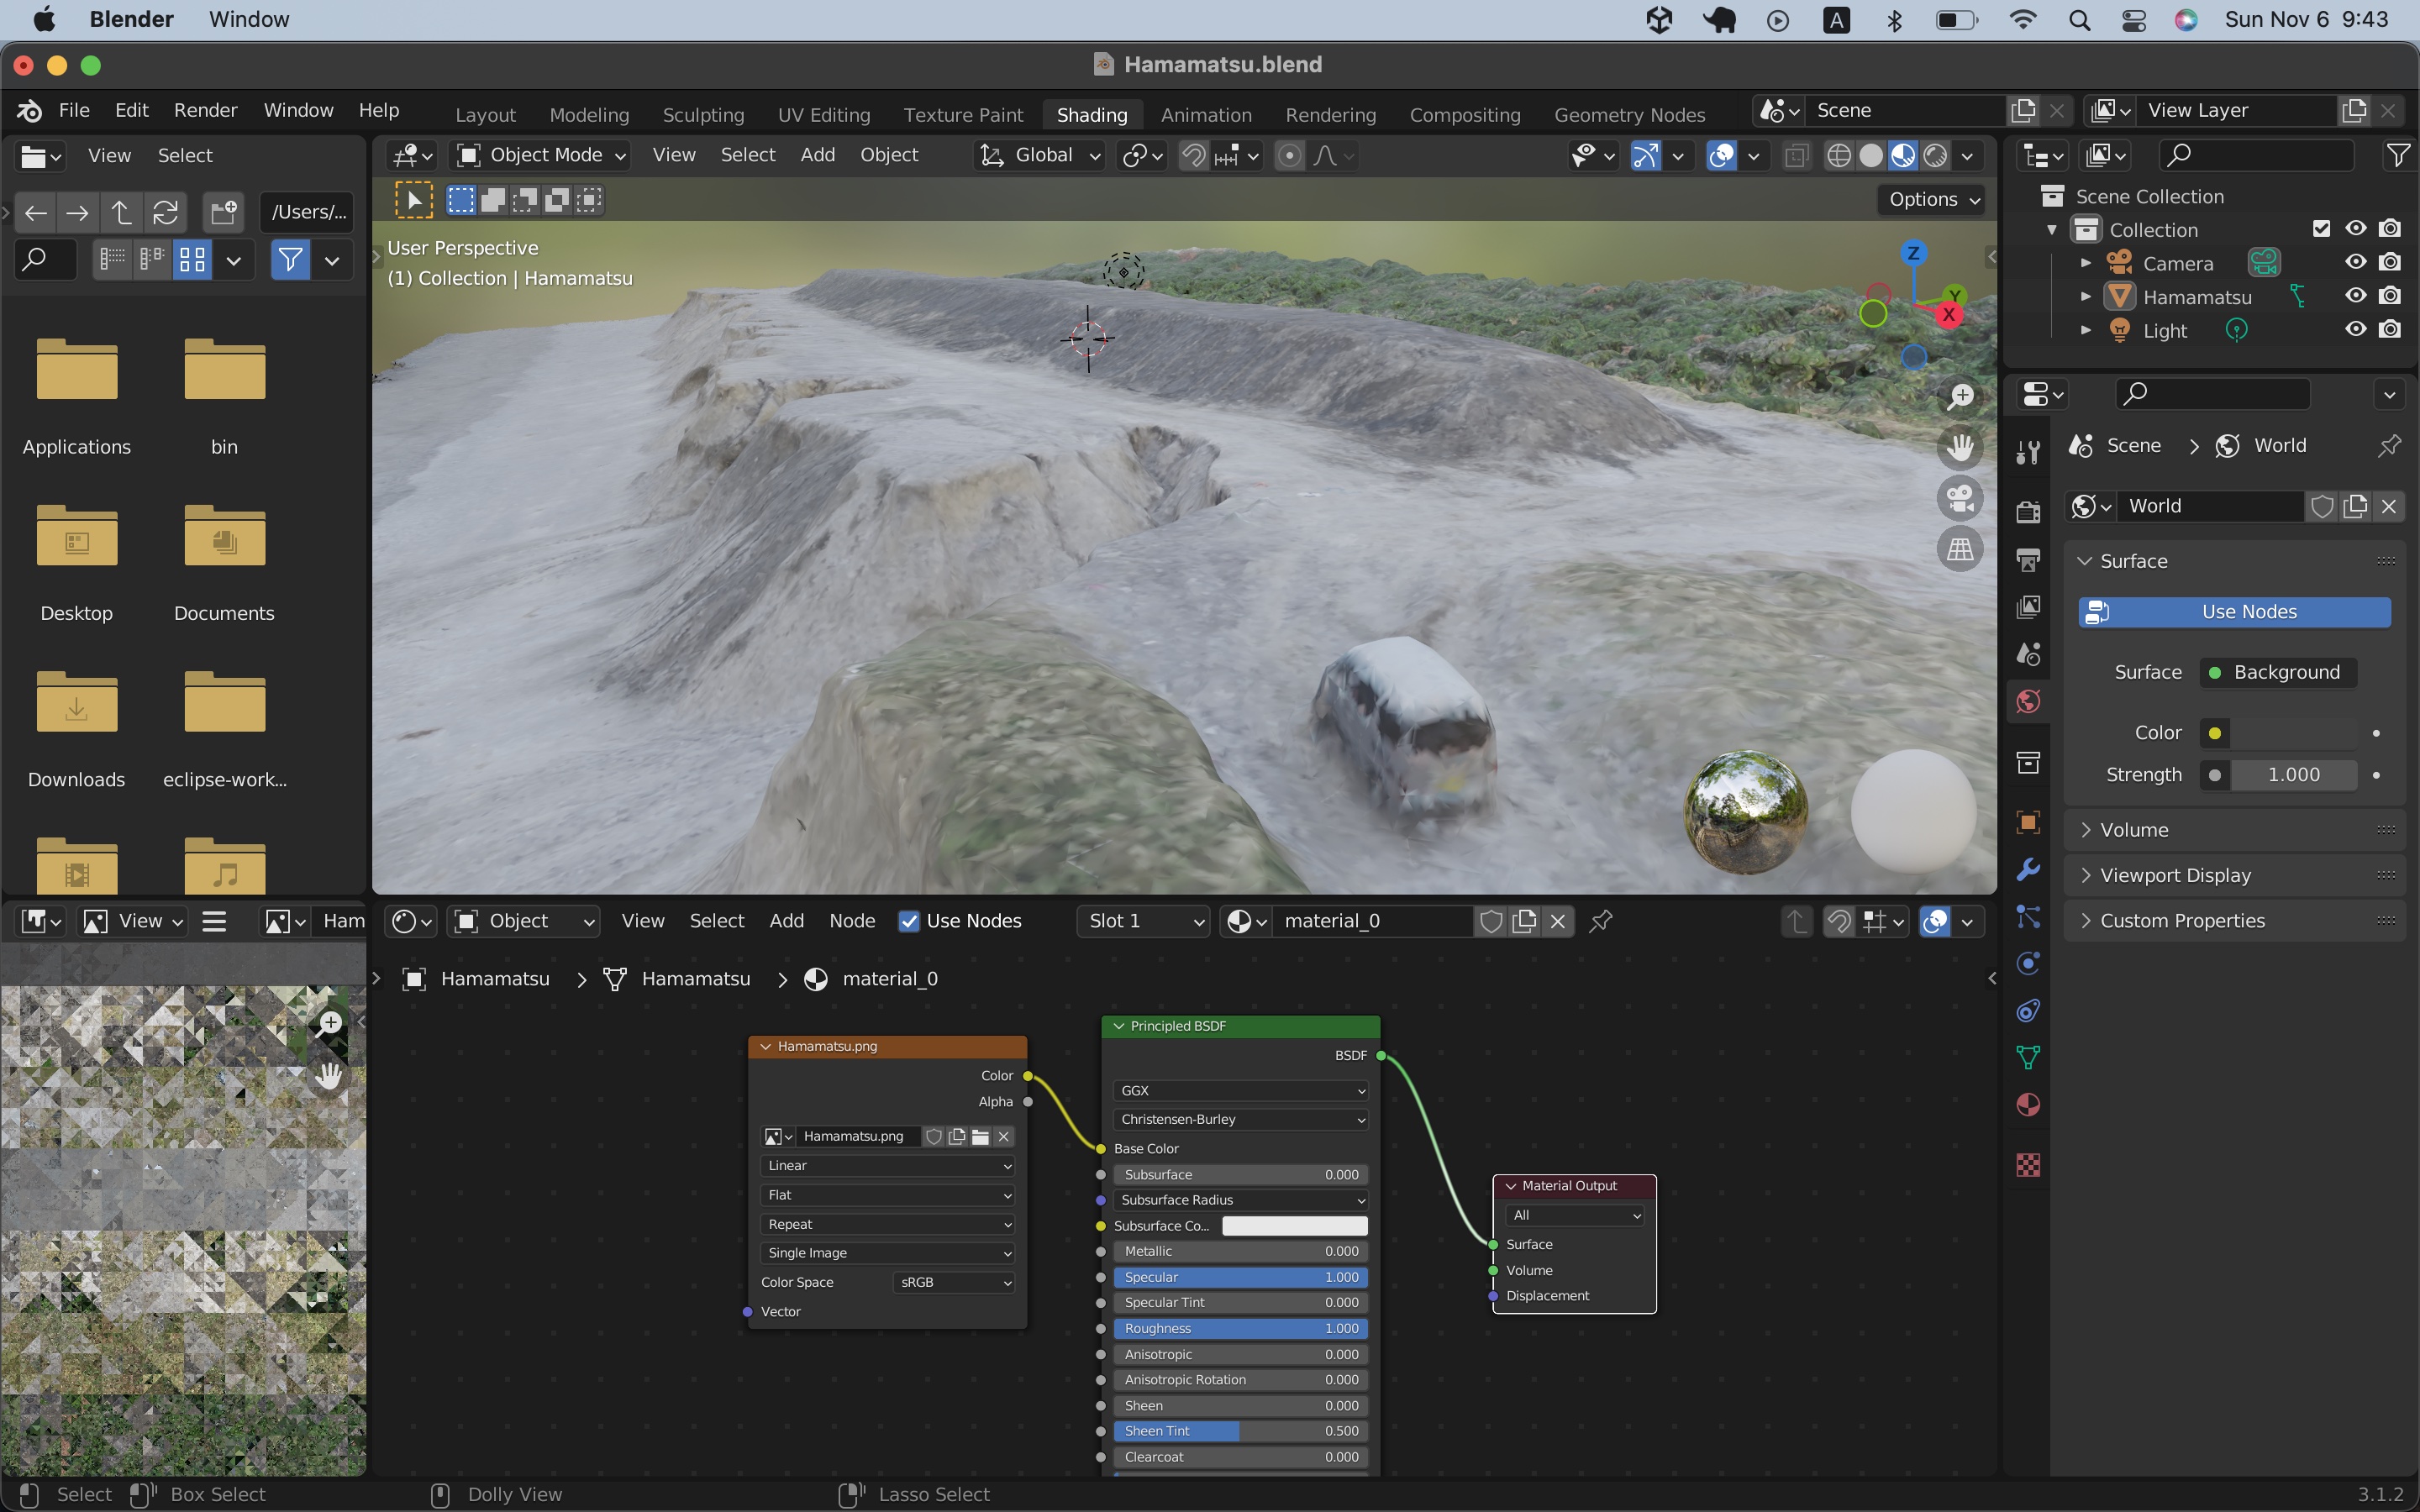 Blender Window A Sun Nov 6 9:43
Hamamatsu.blend
File Edit Render Window Help Layout Modeling Sculpting UV Editing Texture Paint Shading Animation Rendering Compositing Geometry Nodes Scene View Layer
View Select Object Mode View Select Add Object Global
Options
/Users/...
User Perspective
(1) Collection | Hamamatsu
Z
Y
X
Applications bin
Desktop Documents
Downloads eclipse-work...
Scene Collection
Collection
Camera
Hamamatsu
Light
Scene > World
World
Surface
Use Nodes
Surface Background
Color
Strength 1.000
Volume
Viewport Display
Custom Properties
View Ham
Object View Select Add Node Use Nodes Slot 1 material_0
Hamamatsu > Hamamatsu > material_0
Hamamatsu.png
Color
Alpha
Hamamatsu.png
Linear
Flat
Repeat
Single Image
Color Space sRGB
Vector
Principled BSDF
BSDF
GGX
Christensen-Burley
Base Color
Subsurface 0.000
Subsurface Radius
Subsurface Co...
Metallic 0.000
Specular 1.000
Specular Tint 0.000
Roughness 1.000
Anisotropic 0.000
Anisotropic Rotation 0.000
Sheen 0.000
Sheen Tint 0.500
Clearcoat 0.000
Material Output
All
Surface
Volume
Displacement
Select Box Select Dolly View Lasso Select 3.1.2